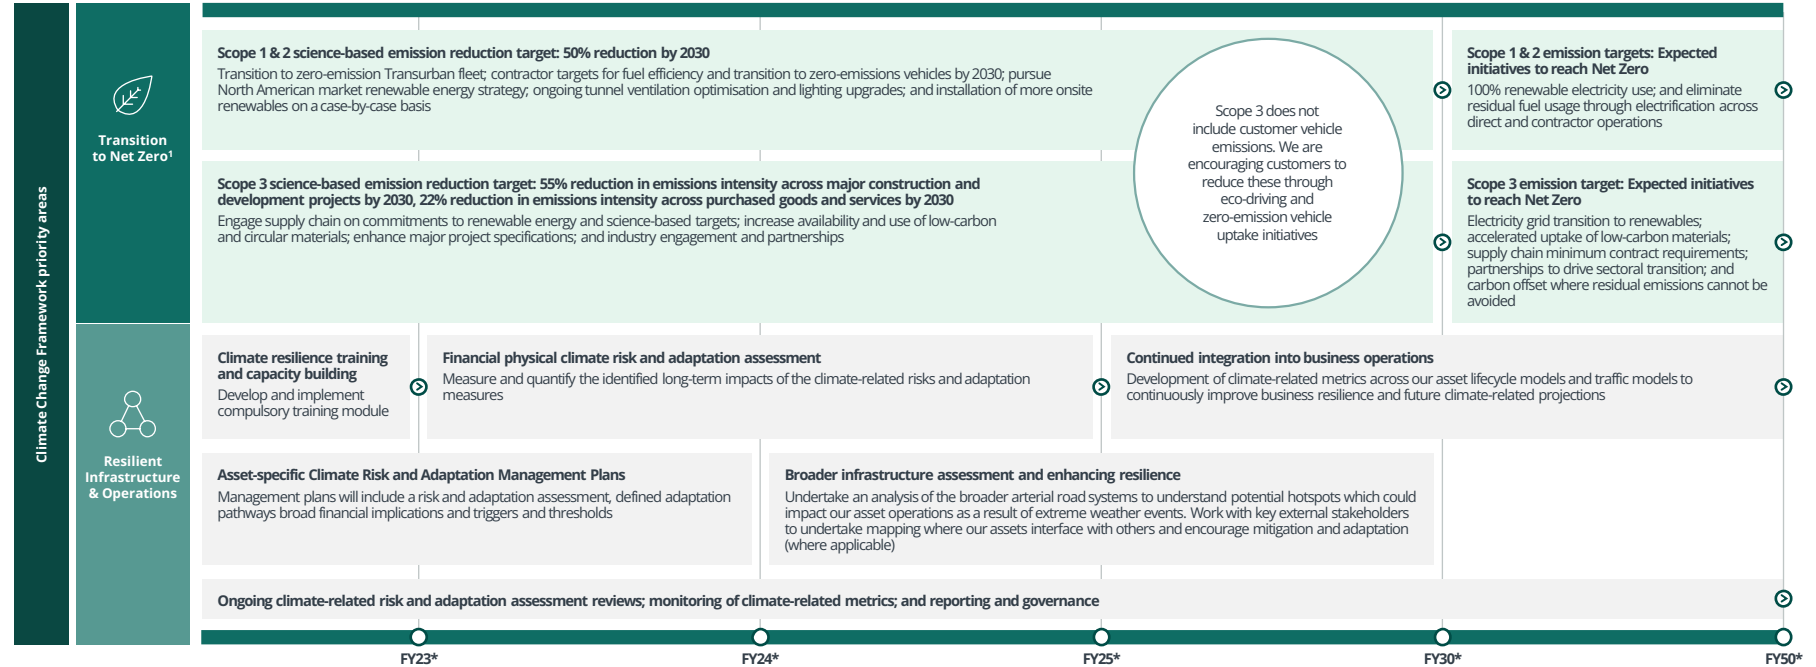 Climate Change Framework priority areas
Transition
to Net Zero¹
Scope 1 & 2 science-based emission reduction target: 50% reduction by 2030
Transition to zero-emission Transurban fleet; contractor targets for fuel efficiency and transition to zero-emissions vehicles by 2030; pursue
North American market renewable energy strategy; ongoing tunnel ventilation optimisation and lighting upgrades; and installation of more onsite
renewables on a case-by-case basis
Scope 1 & 2 emission targets: Expected
initiatives to reach Net Zero
100% renewable electricity use; and eliminate
residual fuel usage through electrification across
direct and contractor operations
Scope 3 does not
include customer vehicle
emissions. We are
encouraging customers to
reduce these through
eco-driving and
zero-emission vehicle
uptake initiatives
Scope 3 science-based emission reduction target: 55% reduction in emissions intensity across major construction and
development projects by 2030, 22% reduction in emissions intensity across purchased goods and services by 2030
Engage supply chain on commitments to renewable energy and science-based targets; increase availability and use of low-carbon
and circular materials; enhance major project specifications; and industry engagement and partnerships
Scope 3 emission target: Expected initiatives
to reach Net Zero
Electricity grid transition to renewables;
accelerated uptake of low-carbon materials;
supply chain minimum contract requirements;
partnerships to drive sectoral transition; and
carbon offset where residual emissions cannot be
avoided
Resilient
Infrastructure
& Operations
Climate resilience training
and capacity building
Develop and implement
compulsory training module
Financial physical climate risk and adaptation assessment
Measure and quantify the identified long-term impacts of the climate-related risks and adaptation
measures
Continued integration into business operations
Development of climate-related metrics across our asset lifecycle models and traffic models to
continuously improve business resilience and future climate-related projections
Asset-specific Climate Risk and Adaptation Management Plans
Management plans will include a risk and adaptation assessment, defined adaptation
pathways broad financial implications and triggers and thresholds
Broader infrastructure assessment and enhancing resilience
Undertake an analysis of the broader arterial road systems to understand potential hotspots which could
impact our asset operations as a result of extreme weather events. Work with key external stakeholders
to undertake mapping where our assets interface with others and encourage mitigation and adaptation
(where applicable)
Ongoing climate-related risk and adaptation assessment reviews; monitoring of climate-related metrics; and reporting and governance
FY23*
FY24*
FY25*
FY30*
FY50*